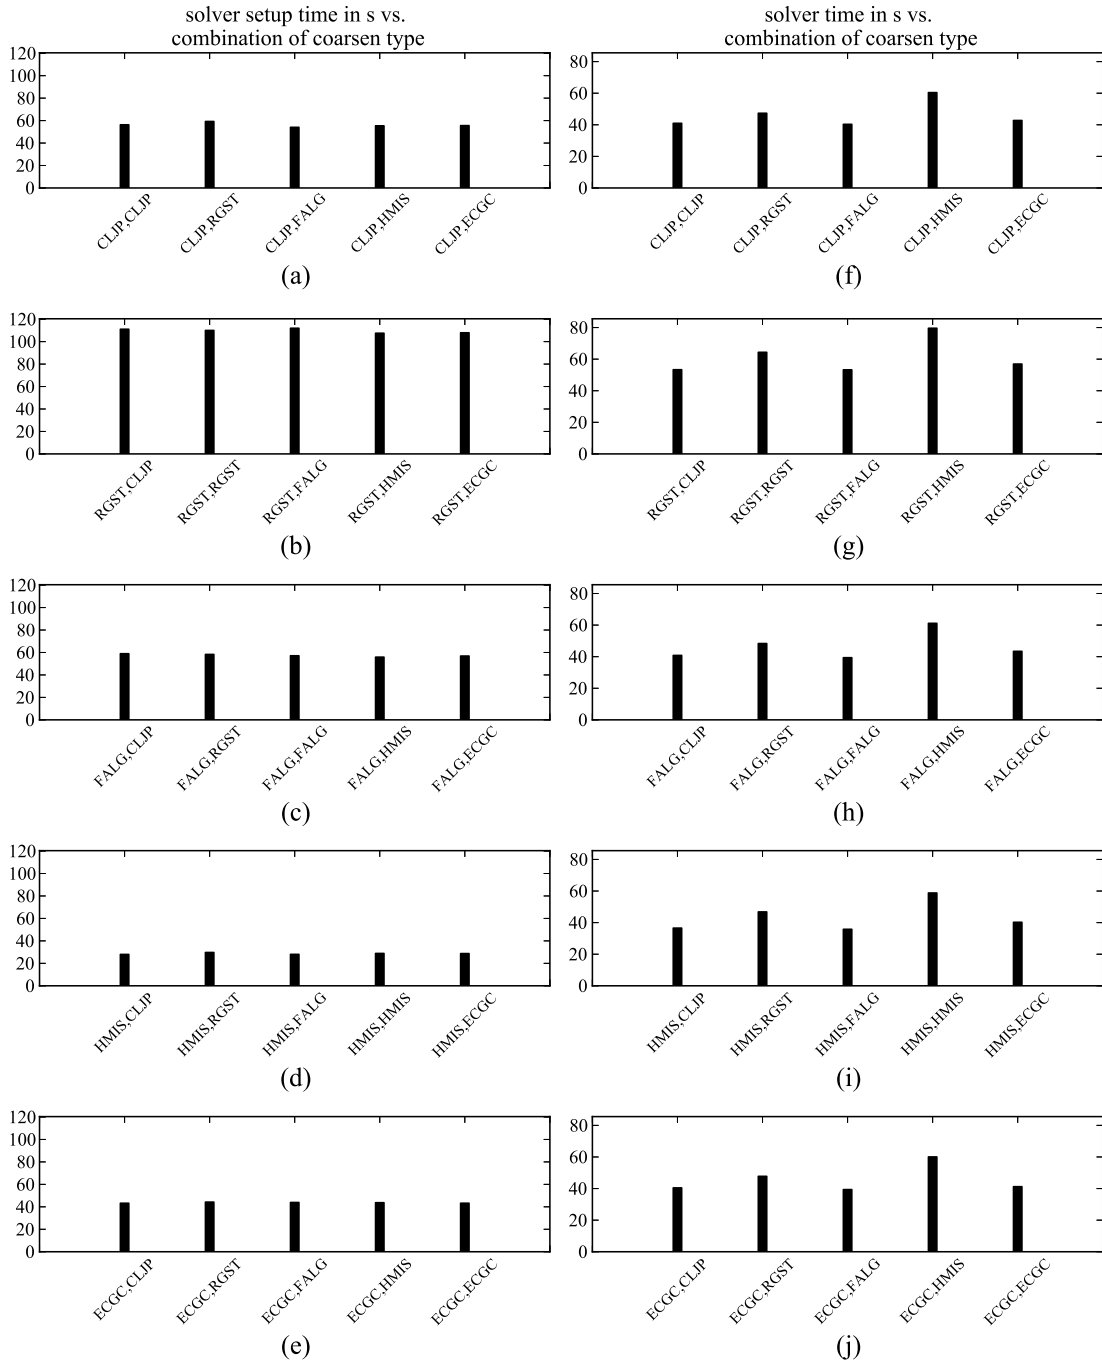 solver setup time in s vs.
combination of coarsen type
120
100
80
60
40
20
0
CLJP,CLJP
CLJP,RGST
CLJP,FALG
CLJP,HMIS
CLJP,ECGC
(a)
solver time in s vs.
combination of coarsen type
80
60
40
20
0
CLJP,CLJP
CLJP,RGST
CLJP,FALG
CLJP,HMIS
CLJP,ECGC
(f)
120
100
80
60
40
20
0
RGST,CLJP
RGST,RGST
RGST,FALG
RGST,HMIS
RGST,ECGC
(b)
80
60
40
20
0
RGST,CLJP
RGST,RGST
RGST,FALG
RGST,HMIS
RGST,ECGC
(g)
120
100
80
60
40
20
0
FALG,CLJP
FALG,RGST
FALG,FALG
FALG,HMIS
FALG,ECGC
(c)
80
60
40
20
0
FALG,CLJP
FALG,RGST
FALG,FALG
FALG,HMIS
FALG,ECGC
(h)
120
100
80
60
40
20
0
HMIS,CLJP
HMIS,RGST
HMIS,FALG
HMIS,HMIS
HMIS,ECGC
(d)
80
60
40
20
0
HMIS,CLJP
HMIS,RGST
HMIS,FALG
HMIS,HMIS
HMIS,ECGC
(i)
120
100
80
60
40
20
0
ECGC,CLJP
ECGC,RGST
ECGC,FALG
ECGC,HMIS
ECGC,ECGC
(e)
80
60
40
20
0
ECGC,CLJP
ECGC,RGST
ECGC,FALG
ECGC,HMIS
ECGC,ECGC
(j)